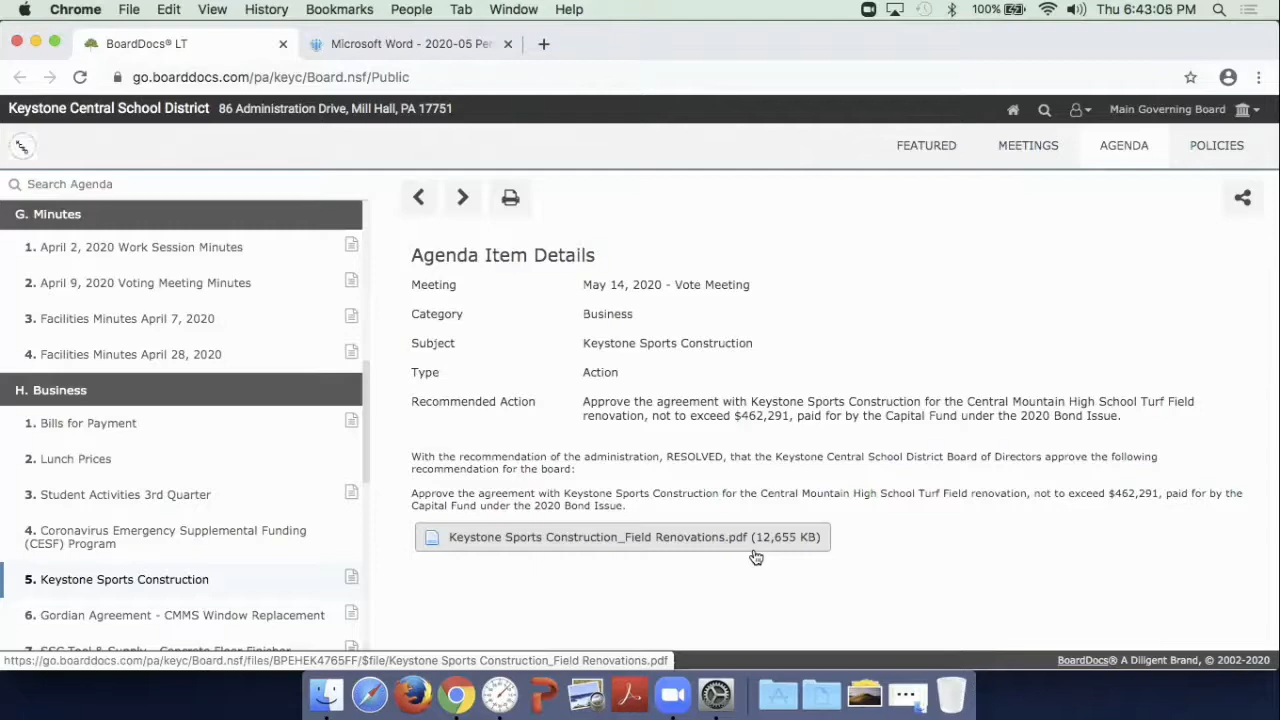 Chrome File Edit View History Bookmarks People Tab Window Help 100% Thu 6:43:05 PM
BoardDocs® LT
Microsoft Word - 2020-05 Per
go.boarddocs.com/pa/keyc/Board.nsf/Public
Keystone Central School District 86 Administration Drive, Mill Hall, PA 17751
Main Governing Board
FEATURED MEETINGS AGENDA POLICIES
Search Agenda
G. Minutes
1. April 2, 2020 Work Session Minutes
2. April 9, 2020 Voting Meeting Minutes
3. Facilities Minutes April 7, 2020
4. Facilities Minutes April 28, 2020
H. Business
1. Bills for Payment
2. Lunch Prices
3. Student Activities 3rd Quarter
4. Coronavirus Emergency Supplemental Funding
(CESF) Program
5. Keystone Sports Construction
6. Gordian Agreement - CMMS Window Replacement
7. SSC Tool & Supply - Concrete Floor Finisher
Agenda Item Details
Meeting May 14, 2020 - Vote Meeting
Category Business
Subject Keystone Sports Construction
Type Action
Recommended Action Approve the agreement with Keystone Sports Construction for the Central Mountain High School Turf Field
renovation, not to exceed $462,291, paid for by the Capital Fund under the 2020 Bond Issue.
With the recommendation of the administration, RESOLVED, that the Keystone Central School District Board of Directors approve the following
recommendation for the board:
Approve the agreement with Keystone Sports Construction for the Central Mountain High School Turf Field renovation, not to exceed $462,291, paid for by the
Capital Fund under the 2020 Bond Issue.
Keystone Sports Construction_Field Renovations.pdf (12,655 KB)
https://go.boarddocs.com/pa/keyc/Board.nsf/files/BPEHEK4765FF/$file/Keystone Sports Construction_Field Renovations.pdf
BoardDocs® A Diligent Brand, © 2002-2020